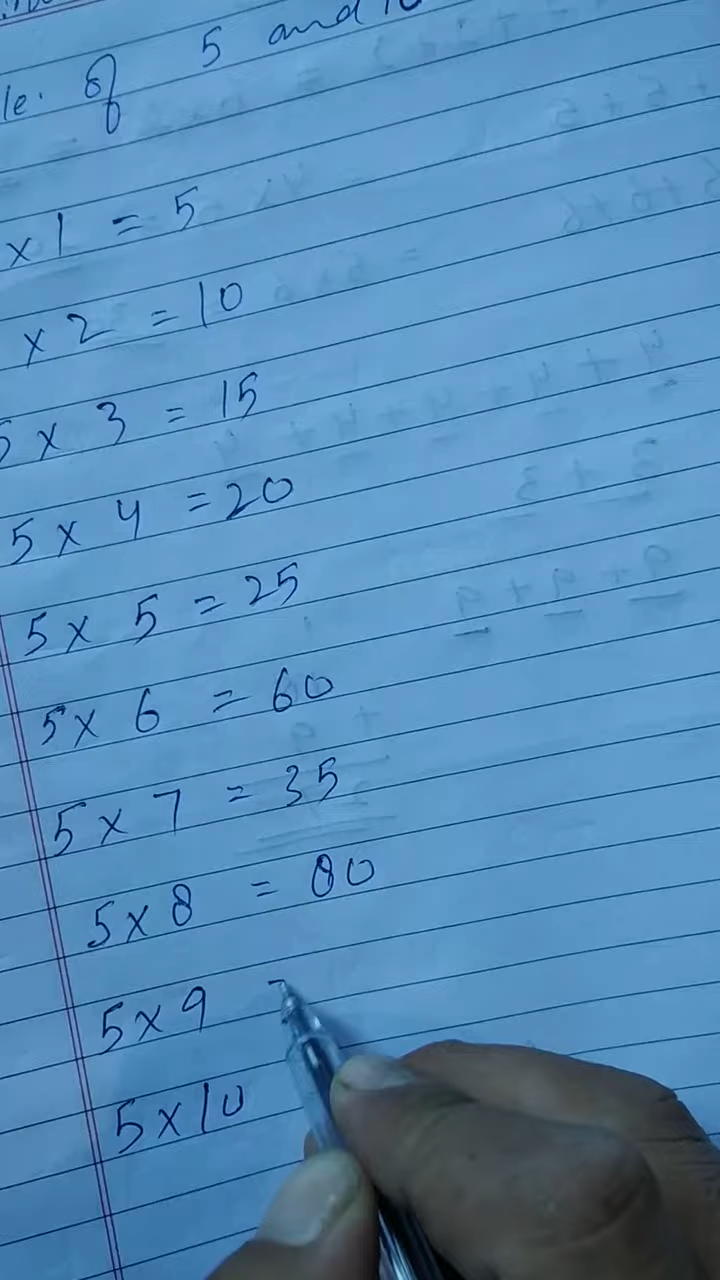 of 5 and
x 1 = 5
x 2 = 10
5 x 3 = 15
5 x 4 = 20
5 x 5 = 25
5 x 6 = 60
5 x 7 = 35
5 x 8 = 80
5 x 9
5 x 10